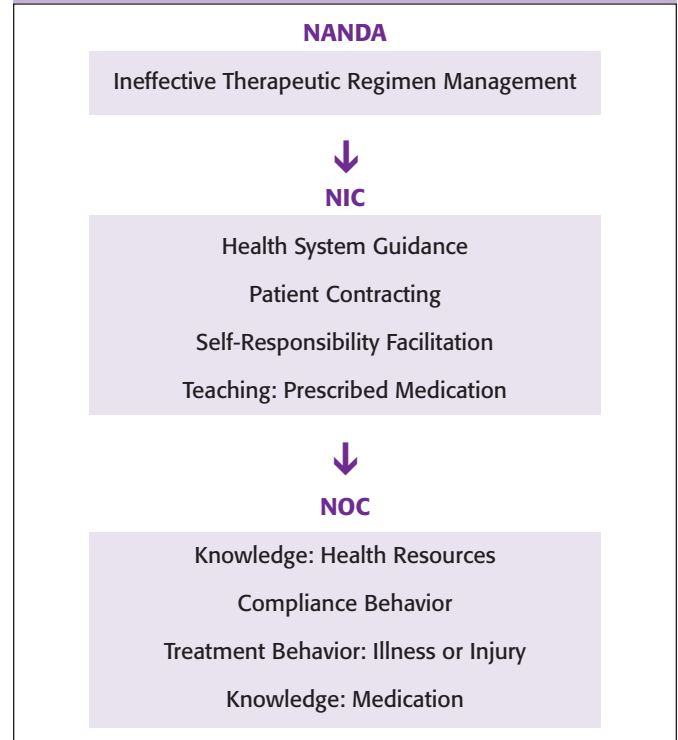 NANDA
Ineffective Therapeutic Regimen Management
NIC
Health System Guidance
Patient Contracting
Self-Responsibility Facilitation
Teaching: Prescribed Medication
NOC
Knowledge: Health Resources
Compliance Behavior
Treatment Behavior: Illness or Injury
Knowledge: Medication